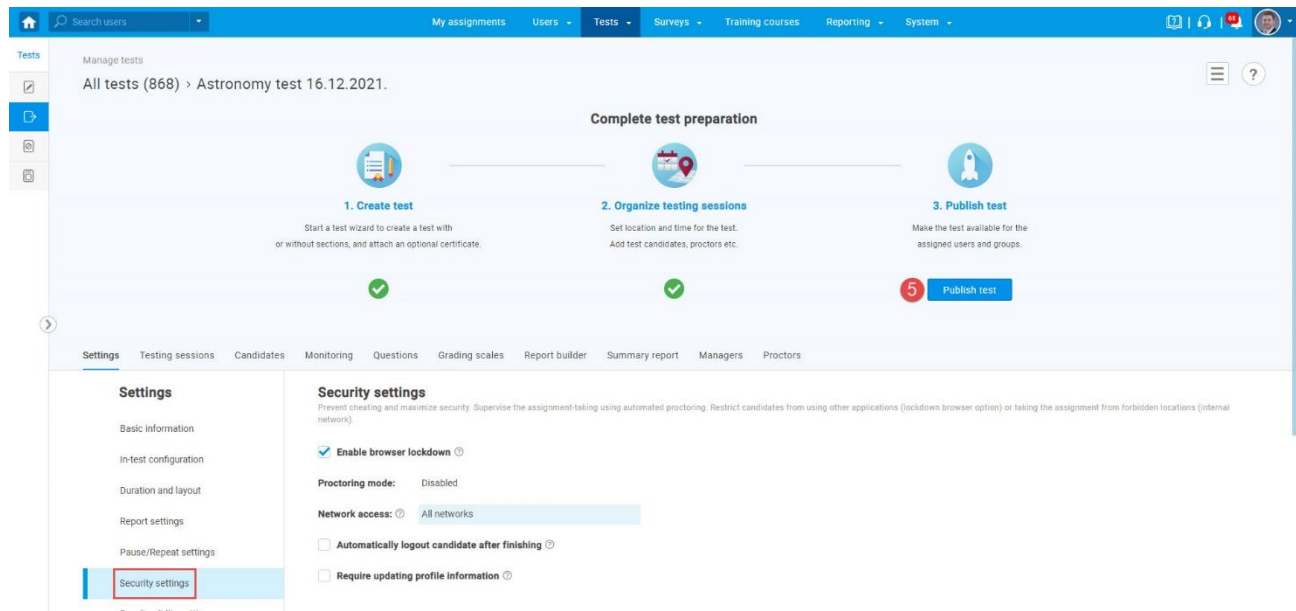 Search users
My assignments Users Tests Surveys Training courses Reporting System
68
Tests
Manage tests
All tests (868) › Astronomy test 16.12.2021.
?
Complete test preparation
1. Create test
Start a test wizard to create a test with
or without sections, and attach an optional certificate.
2. Organize testing sessions
Set location and time for the test.
Add test candidates, proctors etc.
3. Publish test
Make the test available for the
assigned users and groups.
5 Publish test
Settings Testing sessions Candidates Monitoring Questions Grading scales Report builder Summary report Managers Proctors
Settings
Basic information
In-test configuration
Duration and layout
Report settings
Pause/Repeat settings
Security settings
Security settings
Prevent cheating and maximize security. Supervise the assignment-taking using automated proctoring. Restrict candidates from using other applications (lockdown browser option) or taking the assignment from forbidden locations (internal
network).
Enable browser lockdown ?
Proctoring mode: Disabled
Network access: ? All networks
Automatically logout candidate after finishing ?
Require updating profile information ?